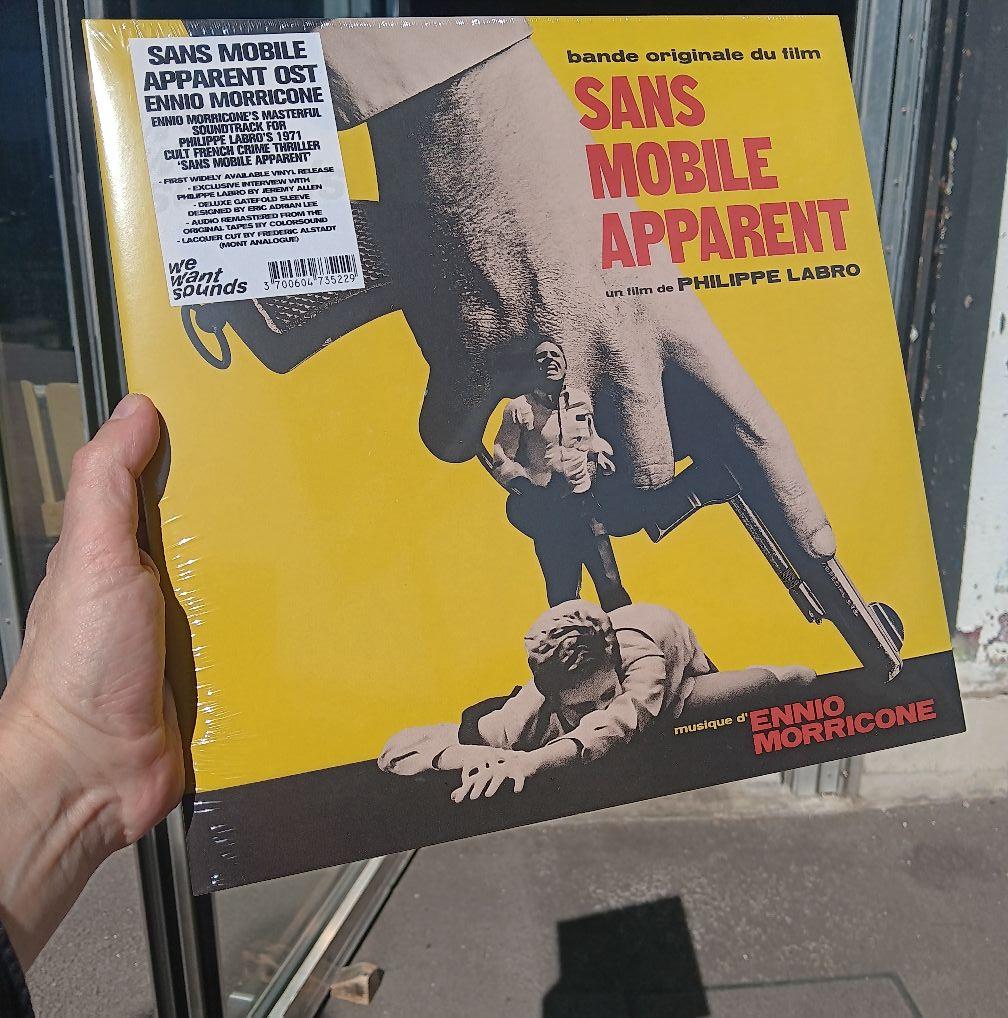 SANS MOBILE
APPARENT OST
ENNIO MORRICONE
ENNIO MORRICONE'S MASTERFUL
SOUNDTRACK FOR
PHILIPPE LABRO'S 1971
CULT FRENCH CRIME THRILLER
'SANS MOBILE APPARENT'
- FIRST WIDELY AVAILABLE VINYL RELEASE
- EXCLUSIVE INTERVIEW WITH
PHILIPPE LABRO BY JEREMY ALLEN
- DELUXE GATEFOLD SLEEVE
DESIGNED BY ERIC ADRIAN LEE
- AUDIO REMASTERED FROM THE
ORIGINAL TAPES BY COLORSOUND
- LACQUER CUT BY FREDERIC ALSTADT
(MONT ANALOGUE)
we
want
sounds
3 700604 735229
bande originale du film
SANS
MOBILE
APPARENT
un film de PHILIPPE LABRO
musique d' ENNIO
MORRICONE